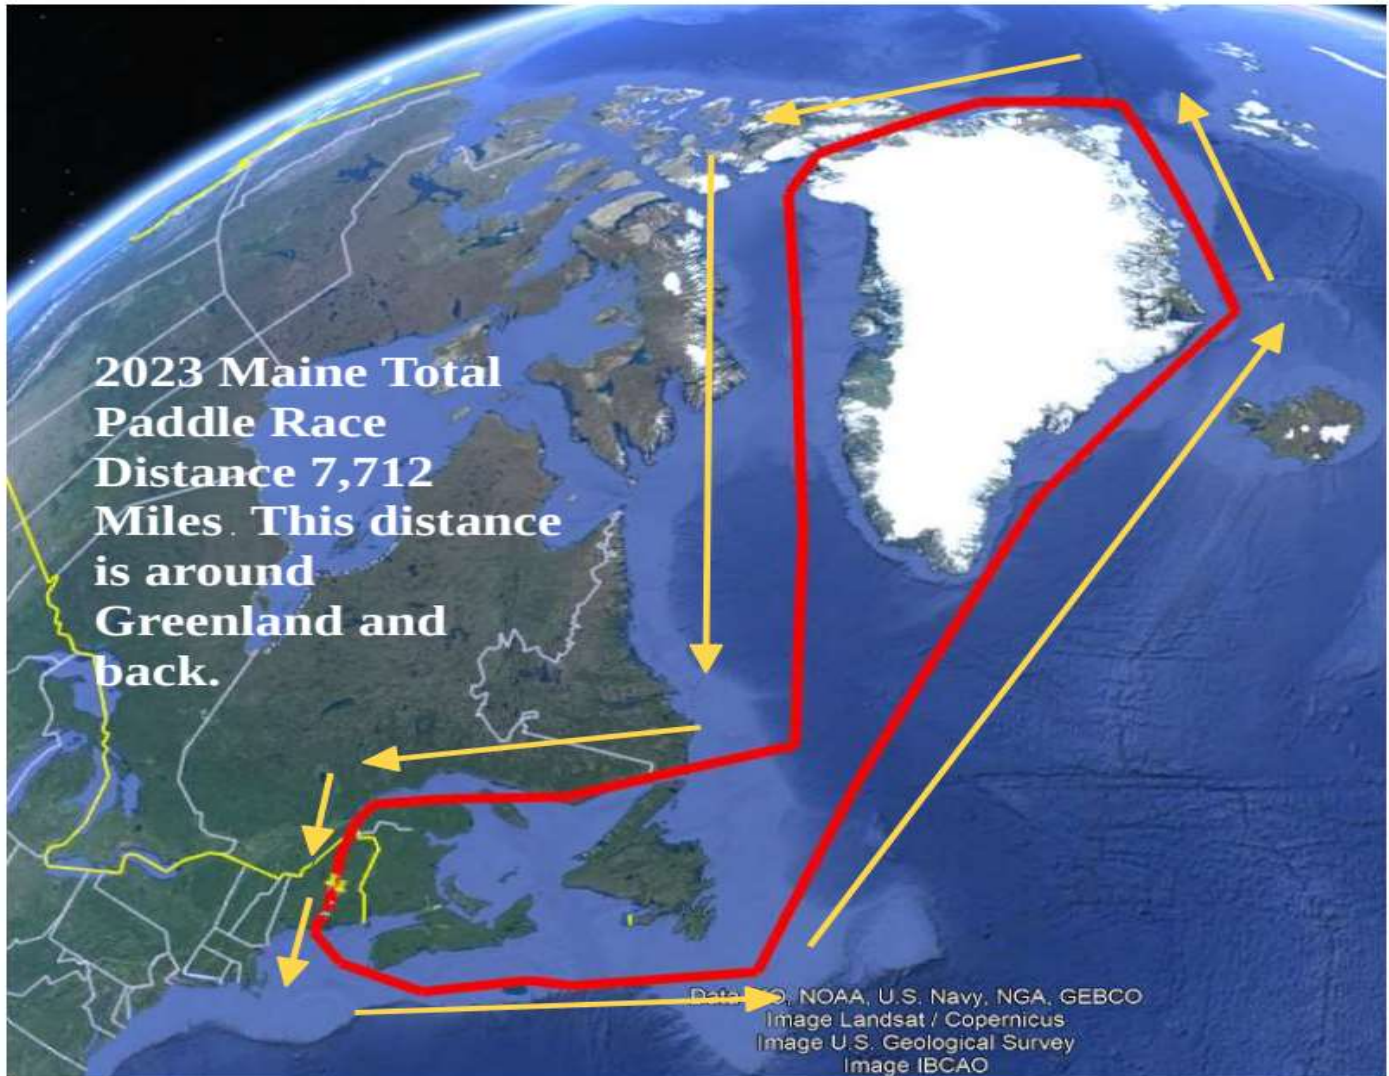 2023 Maine Total
Paddle Race
Distance 7,712
Miles. This distance
is around
Greenland and
back.
Data NOAA, U.S. Navy, NGA, GEBCO
Image Landsat / Copernicus
Image U.S. Geological Survey
Image IBCAO